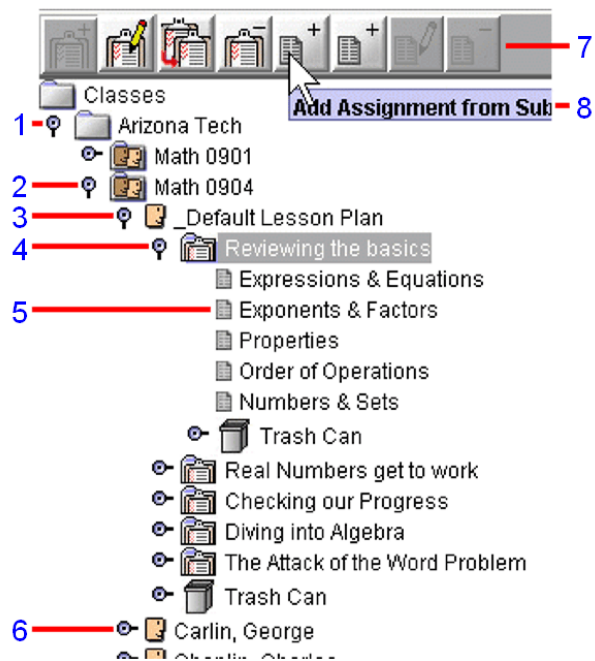 7
Classes
Add Assignment from Sub
8
1
Arizona Tech
Math 0901
2
Math 0904
3
_Default Lesson Plan
4
Reviewing the basics
Expressions & Equations
5
Exponents & Factors
Properties
Order of Operations
Numbers & Sets
Trash Can
Real Numbers get to work
Checking our Progress
Diving into Algebra
The Attack of the Word Problem
Trash Can
6
Carlin, George